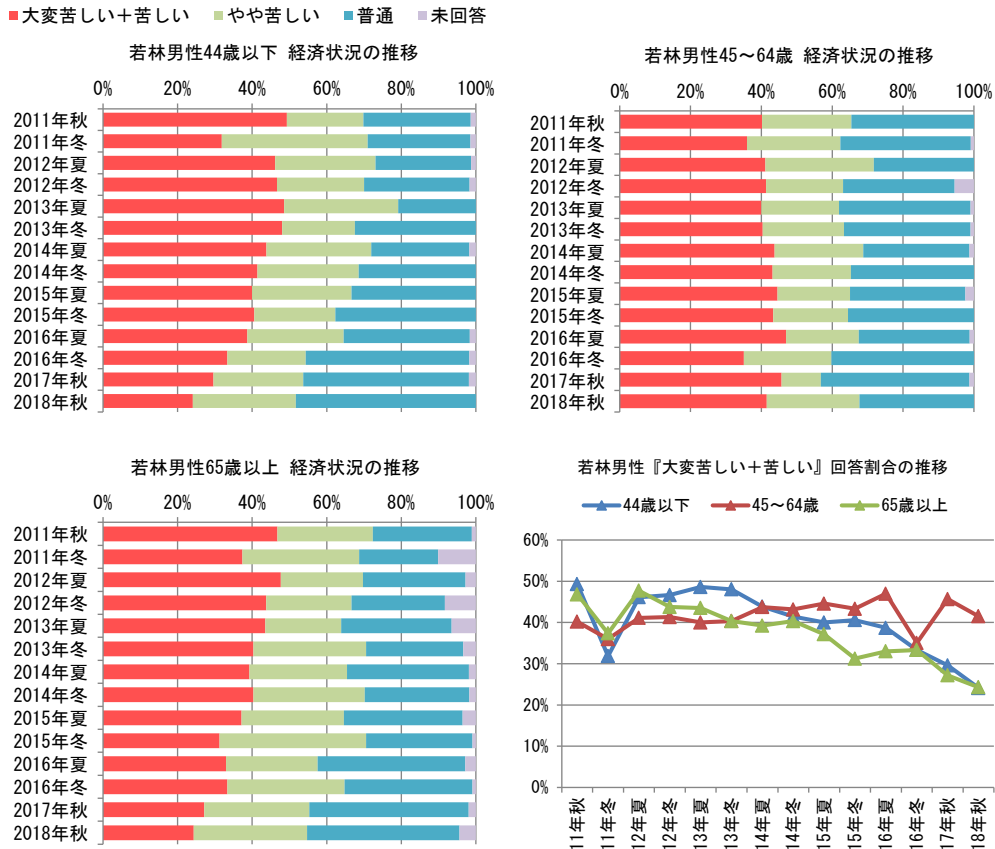 ■大変苦しい＋苦しい ■やや苦しい ■普通 ■未回答
若林男性44歳以下 経済状況の推移
0% 20% 40% 60% 80% 100%
2011年秋
2011年冬
2012年夏
2012年冬
2013年夏
2013年冬
2014年夏
2014年冬
2015年夏
2015年冬
2016年夏
2016年冬
2017年秋
2018年秋
若林男性45～64歳 経済状況の推移
0% 20% 40% 60% 80% 100%
2011年秋
2011年冬
2012年夏
2012年冬
2013年夏
2013年冬
2014年夏
2014年冬
2015年夏
2015年冬
2016年夏
2016年冬
2017年秋
2018年秋
若林男性65歳以上 経済状況の推移
0% 20% 40% 60% 80% 100%
2011年秋
2011年冬
2012年夏
2012年冬
2013年夏
2013年冬
2014年夏
2014年冬
2015年夏
2015年冬
2016年夏
2016年冬
2017年秋
2018年秋
若林男性『大変苦しい＋苦しい』回答割合の推移
44歳以下 45～64歳 65歳以上
60%
50%
40%
30%
20%
10%
0%
11年秋
11年冬
12年夏
12年冬
13年夏
13年冬
14年夏
14年冬
15年夏
15年冬
16年夏
16年冬
17年秋
18年秋